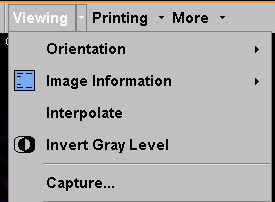 Viewing Printing More
Orientation
Image Information
Interpolate
Invert Gray Level
Capture...